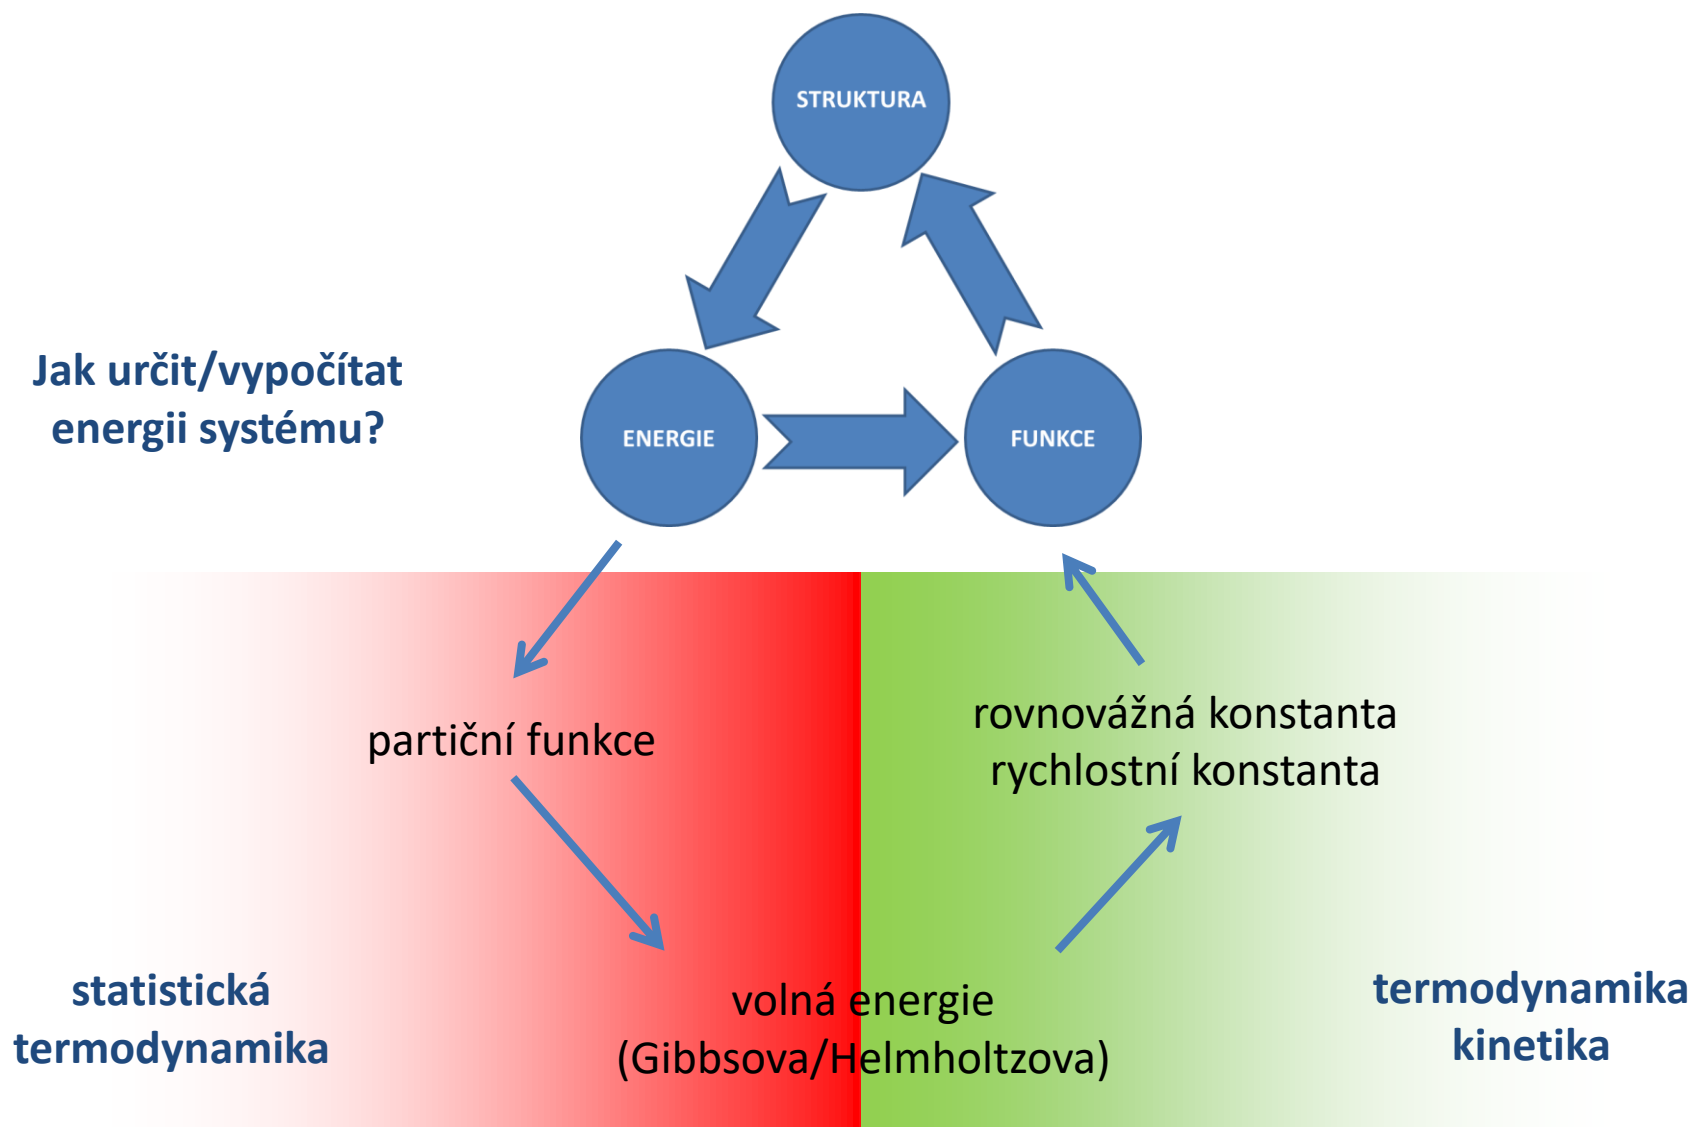 STRUKTURA
Jak určit/vypočítat
energii systému?
ENERGIE
FUNKCE
partiční funkce
rovnovážná konstanta
rychlostní konstanta
statistická
termodynamika
volná energie
(Gibbsova/Helmholtzova)
termodynamika
kinetika